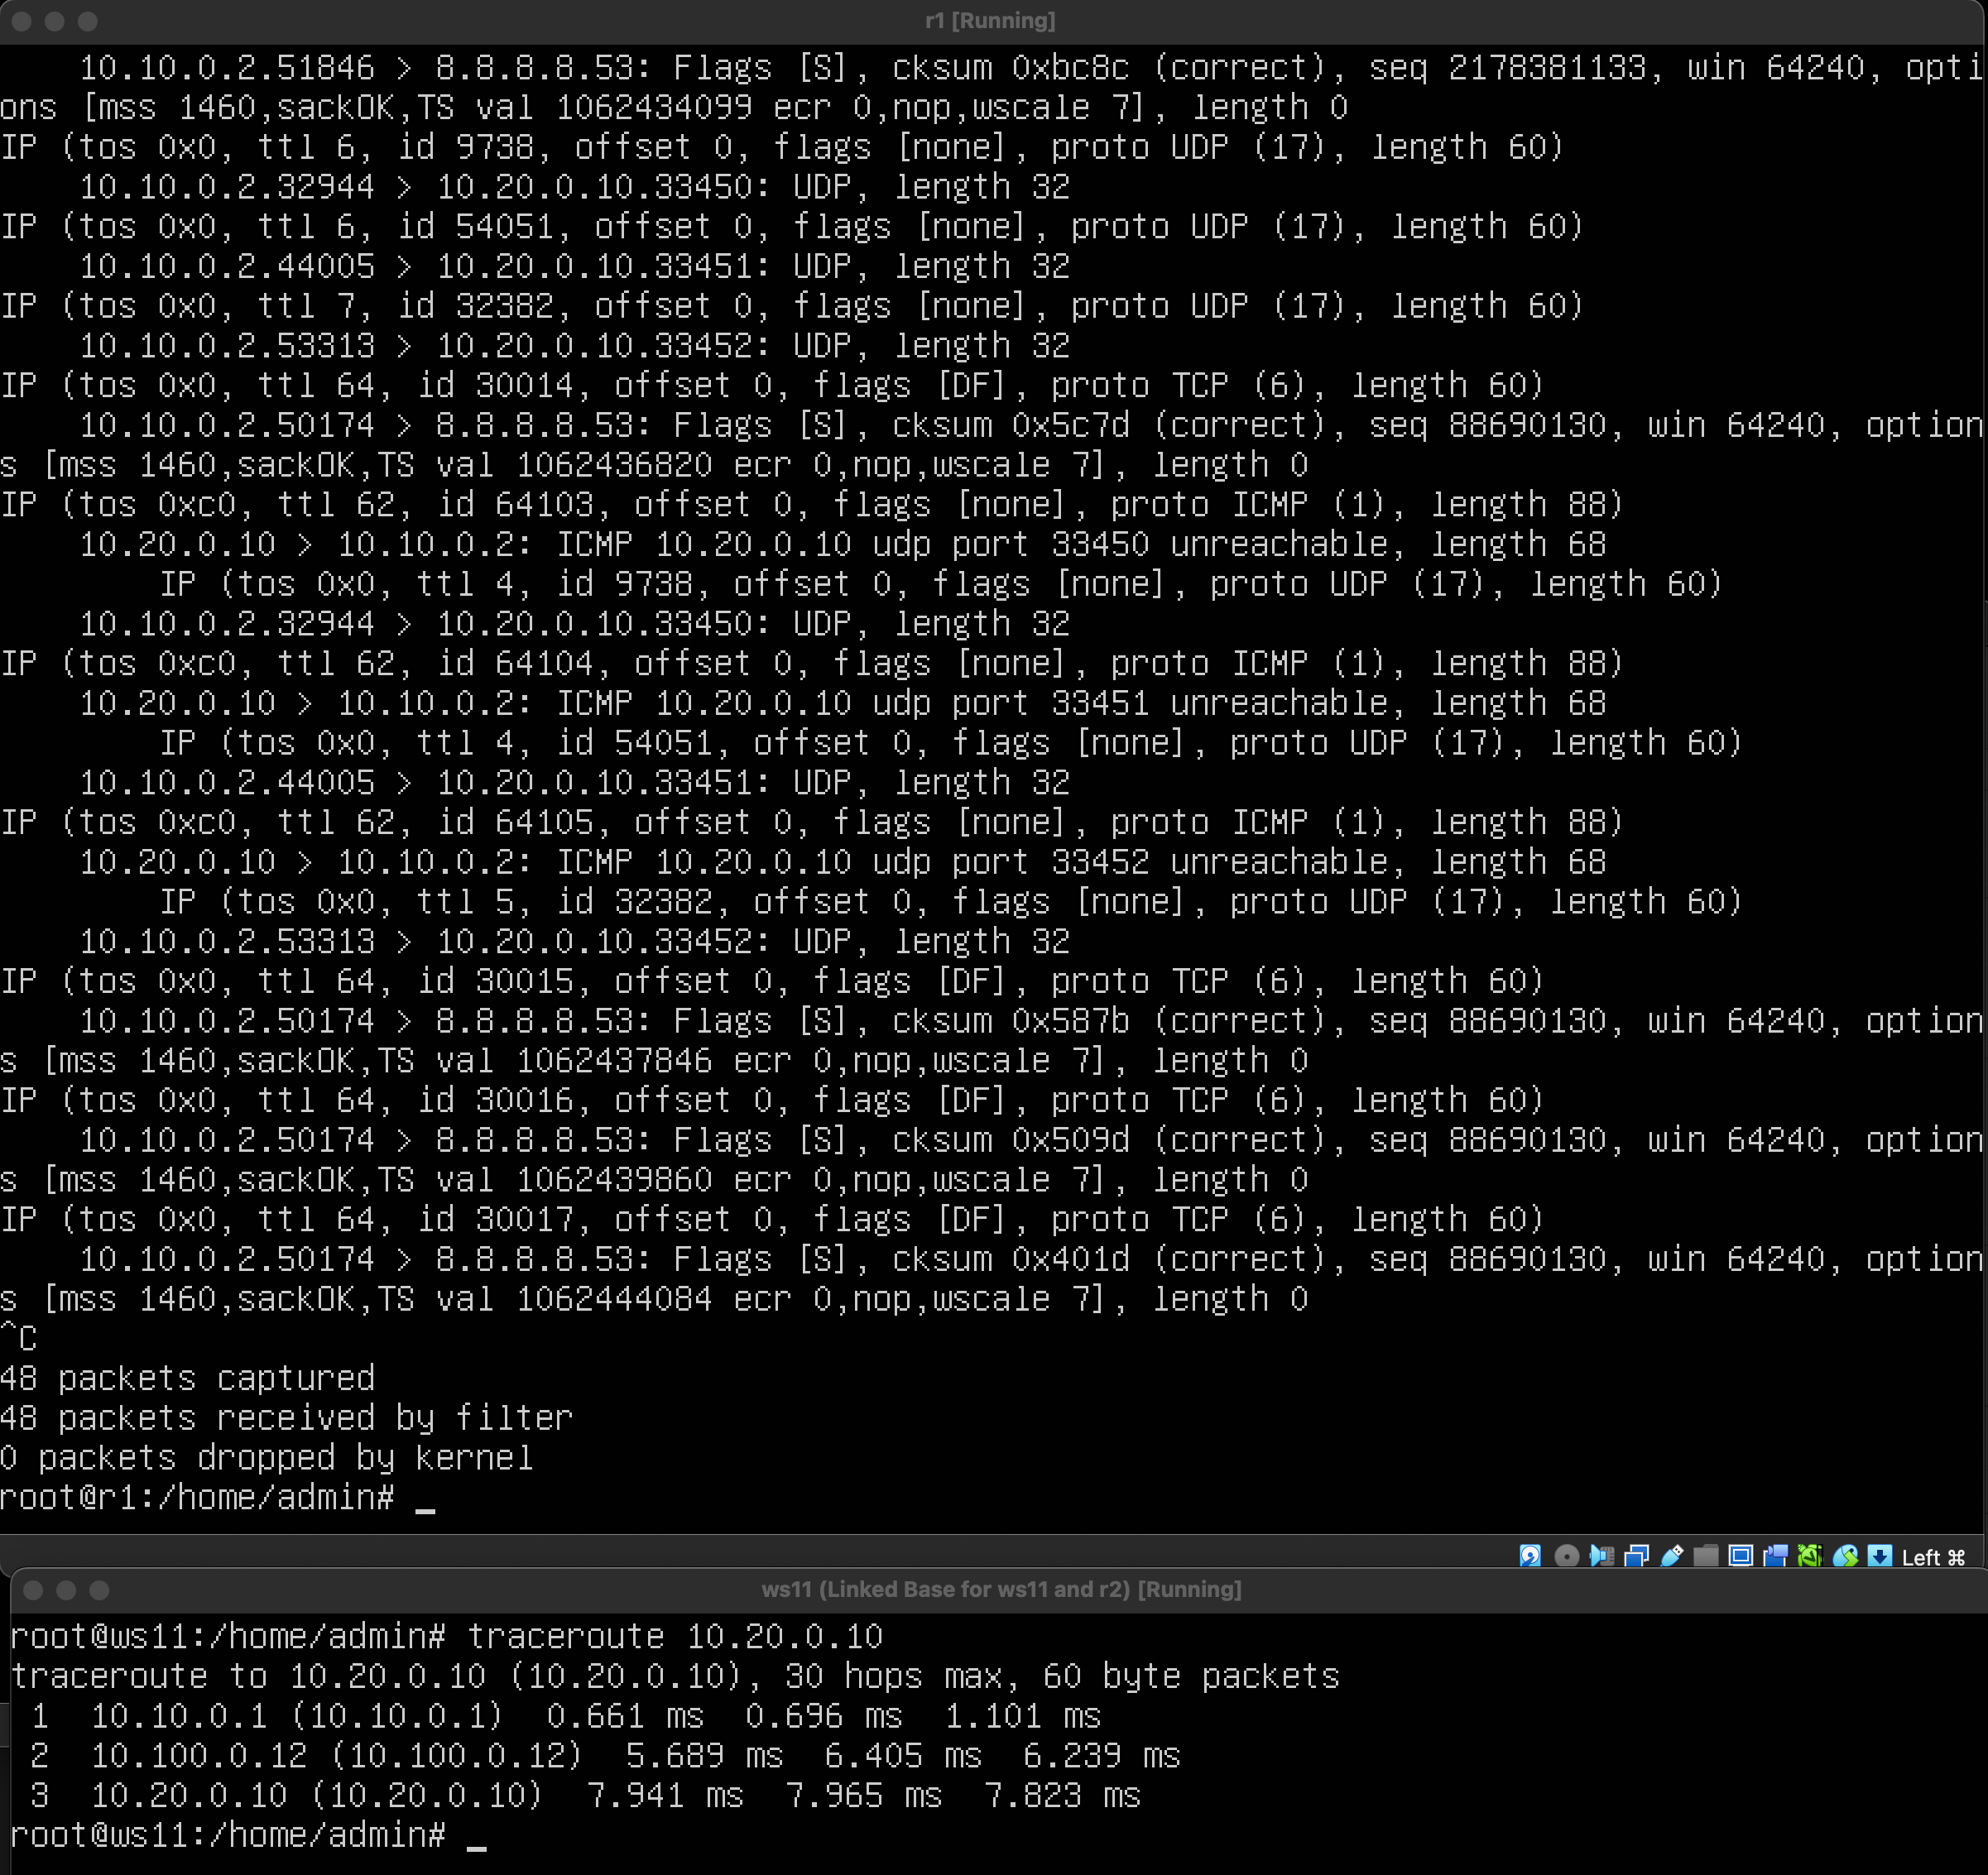 r1 [Running]
10.10.0.2.51846 > 8.8.8.8.53: Flags [S], cksum 0xbc8c (correct), seq 2178381133, win 64240, opti
ons [mss 1460,sackOK,TS val 1062434099 ecr 0,nop,wscale 7], length 0
IP (tos 0x0, ttl 6, id 9738, offset 0, flags [none], proto UDP (17), length 60)
10.10.0.2.32944 > 10.20.0.10.33450: UDP, length 32
IP (tos 0x0, ttl 6, id 54051, offset 0, flags [none], proto UDP (17), length 60)
10.10.0.2.44005 > 10.20.0.10.33451: UDP, length 32
IP (tos 0x0, ttl 7, id 32382, offset 0, flags [none], proto UDP (17), length 60)
10.10.0.2.53313 > 10.20.0.10.33452: UDP, length 32
IP (tos 0x0, ttl 64, id 30014, offset 0, flags [DF], proto TCP (6), length 60)
10.10.0.2.50174 > 8.8.8.8.53: Flags [S], cksum 0x5c7d (correct), seq 88690130, win 64240, option
s [mss 1460,sackOK,TS val 1062436820 ecr 0,nop,wscale 7], length 0
IP (tos 0xc0, ttl 62, id 64103, offset 0, flags [none], proto ICMP (1), length 88)
10.20.0.10 > 10.10.0.2: ICMP 10.20.0.10 udp port 33450 unreachable, length 68
IP (tos 0x0, ttl 4, id 9738, offset 0, flags [none], proto UDP (17), length 60)
10.10.0.2.32944 > 10.20.0.10.33450: UDP, length 32
IP (tos 0xc0, ttl 62, id 64104, offset 0, flags [none], proto ICMP (1), length 88)
10.20.0.10 > 10.10.0.2: ICMP 10.20.0.10 udp port 33451 unreachable, length 68
IP (tos 0x0, ttl 4, id 54051, offset 0, flags [none], proto UDP (17), length 60)
10.10.0.2.44005 > 10.20.0.10.33451: UDP, length 32
IP (tos 0xc0, ttl 62, id 64105, offset 0, flags [none], proto ICMP (1), length 88)
10.20.0.10 > 10.10.0.2: ICMP 10.20.0.10 udp port 33452 unreachable, length 68
IP (tos 0x0, ttl 5, id 32382, offset 0, flags [none], proto UDP (17), length 60)
10.10.0.2.53313 > 10.20.0.10.33452: UDP, length 32
IP (tos 0x0, ttl 64, id 30015, offset 0, flags [DF], proto TCP (6), length 60)
10.10.0.2.50174 > 8.8.8.8.53: Flags [S], cksum 0x587b (correct), seq 88690130, win 64240, option
s [mss 1460,sackOK,TS val 1062437846 ecr 0,nop,wscale 7], length 0
IP (tos 0x0, ttl 64, id 30016, offset 0, flags [DF], proto TCP (6), length 60)
10.10.0.2.50174 > 8.8.8.8.53: Flags [S], cksum 0x509d (correct), seq 88690130, win 64240, option
s [mss 1460,sackOK,TS val 1062439860 ecr 0,nop,wscale 7], length 0
IP (tos 0x0, ttl 64, id 30017, offset 0, flags [DF], proto TCP (6), length 60)
10.10.0.2.50174 > 8.8.8.8.53: Flags [S], cksum 0x401d (correct), seq 88690130, win 64240, option
s [mss 1460,sackOK,TS val 1062444084 ecr 0,nop,wscale 7], length 0
^C
48 packets captured
48 packets received by filter
0 packets dropped by kernel
root@r1:/home/admin# _
Left ⌘
ws11 (Linked Base for ws11 and r2) [Running]
root@ws11:/home/admin# traceroute 10.20.0.10
traceroute to 10.20.0.10 (10.20.0.10), 30 hops max, 60 byte packets
1 10.10.0.1 (10.10.0.1) 0.661 ms 0.696 ms 1.101 ms
2 10.100.0.12 (10.100.0.12) 5.689 ms 6.405 ms 6.239 ms
3 10.20.0.10 (10.20.0.10) 7.941 ms 7.965 ms 7.823 ms
root@ws11:/home/admin# _